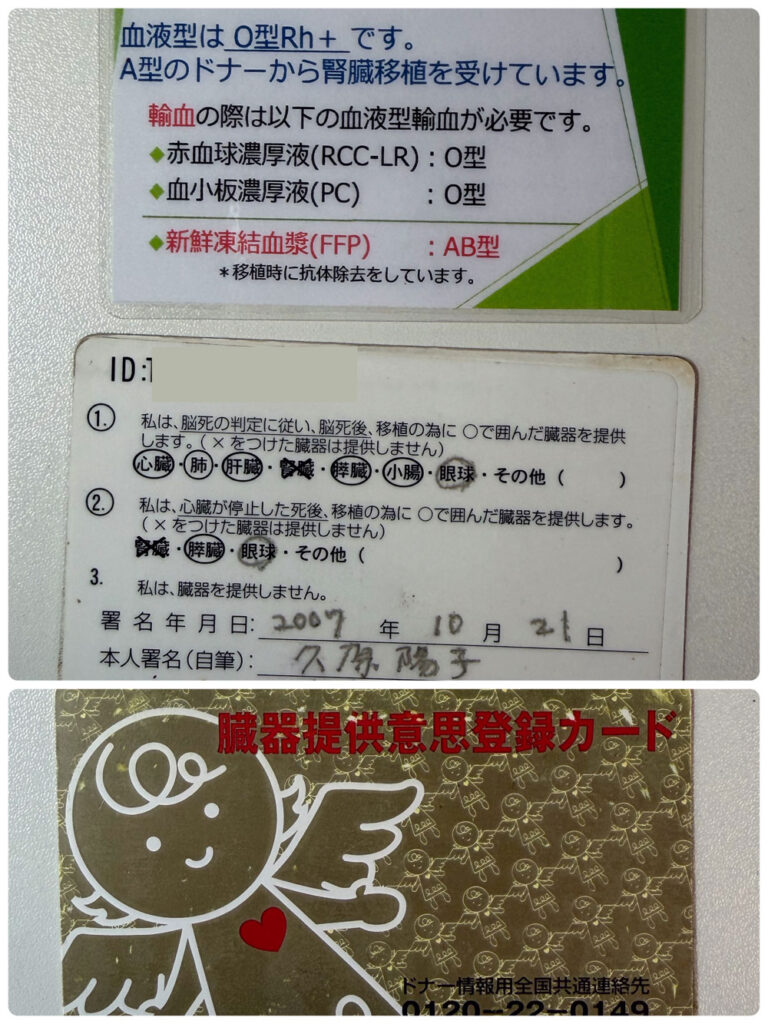 血液型は O型Rh＋ です。
A型のドナーから腎臓移植を受けています。
輸血の際は以下の血液型輸血が必要です。
◆赤血球濃厚液(RCC-LR)：O型
◆血小板濃厚液(PC)：O型
◆新鮮凍結血漿(FFP)：AB型
＊移植時に抗体除去をしています。
ID:T
1. 私は、脳死の判定に従い、脳死後、移植の為に ○で囲んだ臓器を提供
します。（×をつけた臓器は提供しません）
心臓・肺・肝臓・腎臓・膵臓・小腸・眼球・その他（　）
2. 私は、心臓が停止した死後、移植の為に ○で囲んだ臓器を提供します。
（×をつけた臓器は提供しません）
腎臓・膵臓・眼球・その他（　）
3. 私は、臓器を提供しません。
署名年月日：2007年10月21日
本人署名（自筆）：久原陽子
臓器提供意思登録カード
ドナー情報用全国共通連絡先
0120-22-0149